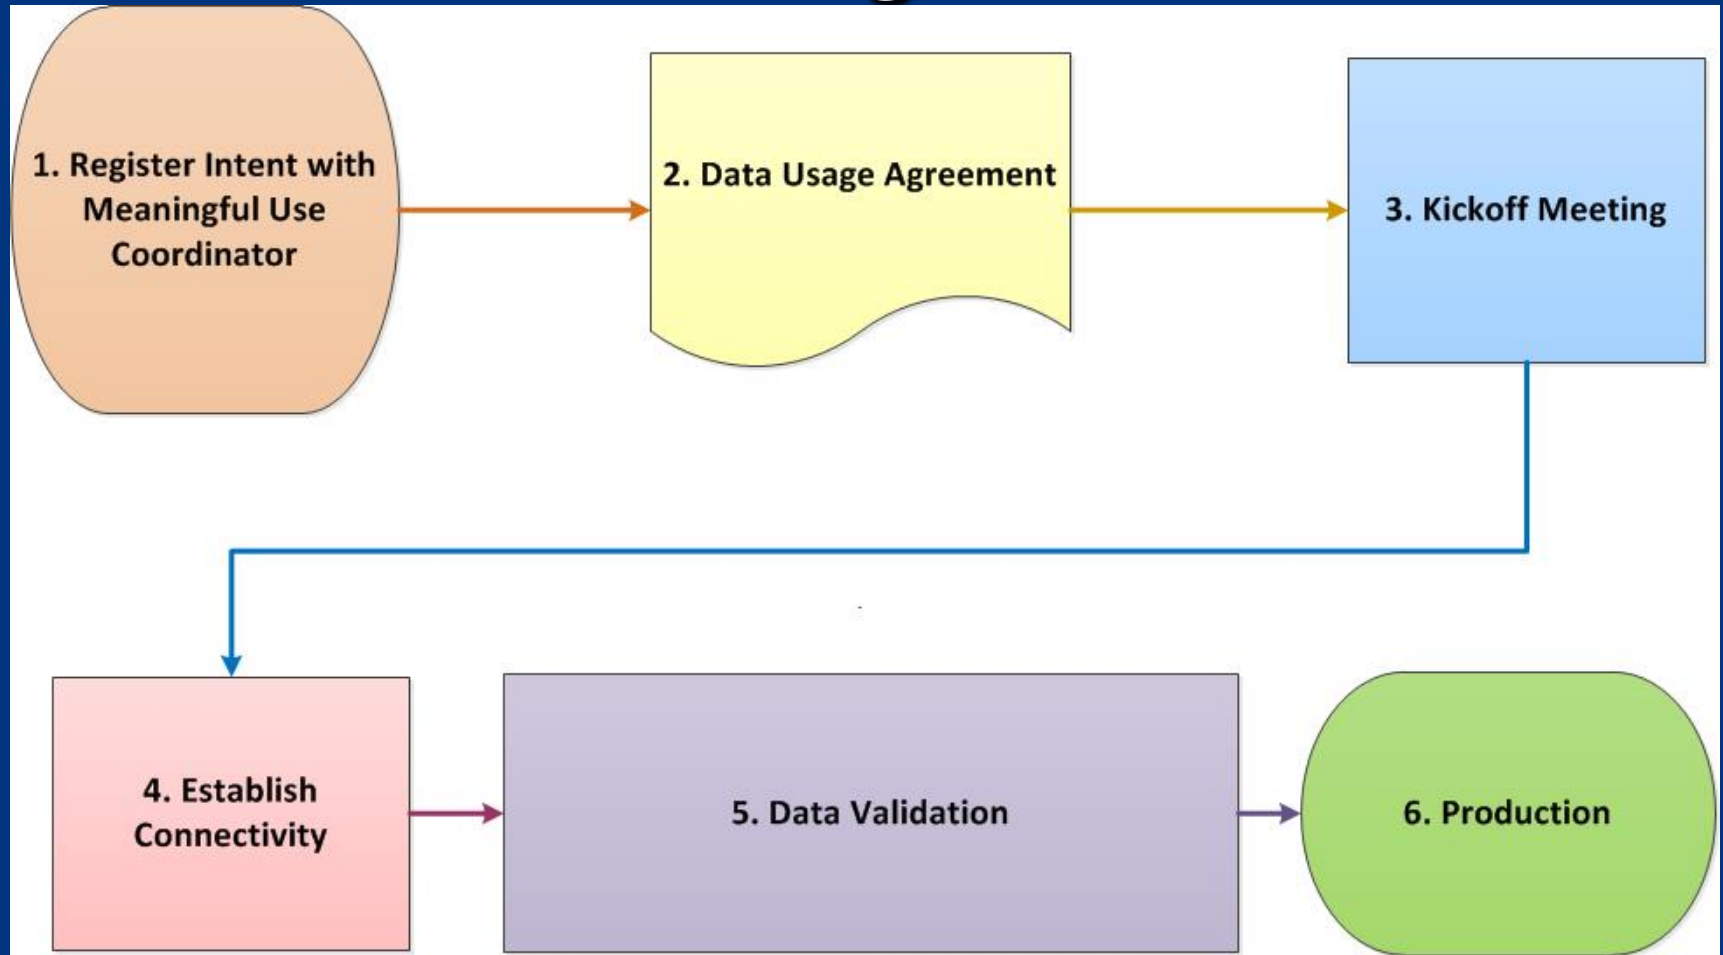 1. Register Intent with
Meaningful Use
Coordinator
2. Data Usage Agreement
3. Kickoff Meeting
4. Establish
Connectivity
5. Data Validation
6. Production